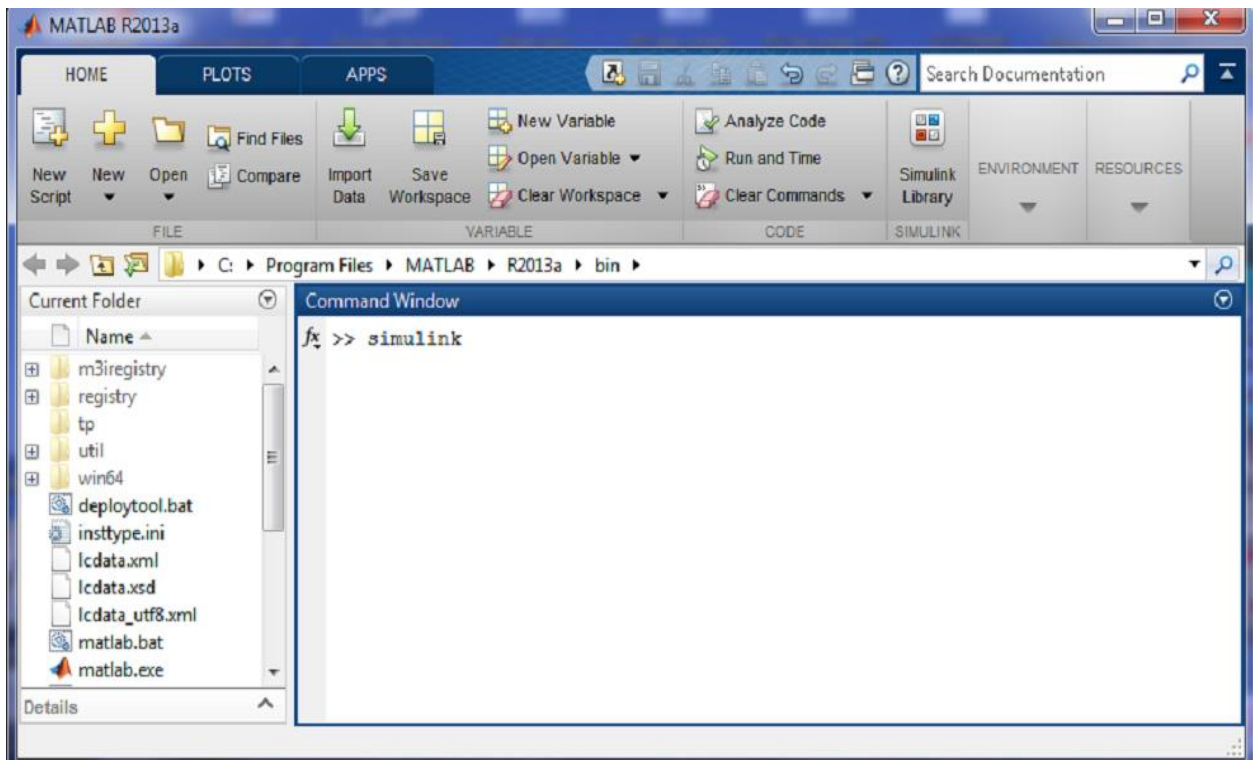 MATLAB R2013a
HOME PLOTS APPS Search Documentation
New Script New Open Find Files Compare
Import Data Save Workspace New Variable Open Variable Clear Workspace
Analyze Code Run and Time Clear Commands
Simulink Library ENVIRONMENT RESOURCES
FILE VARIABLE CODE SIMULINK
C: Program Files MATLAB R2013a bin
Current Folder
Name
m3iregistry
registry
tp
util
win64
deploytool.bat
insttype.ini
lcdata.xml
lcdata.xsd
lcdata_utf8.xml
matlab.bat
matlab.exe
Details
Command Window
fx >> simulink